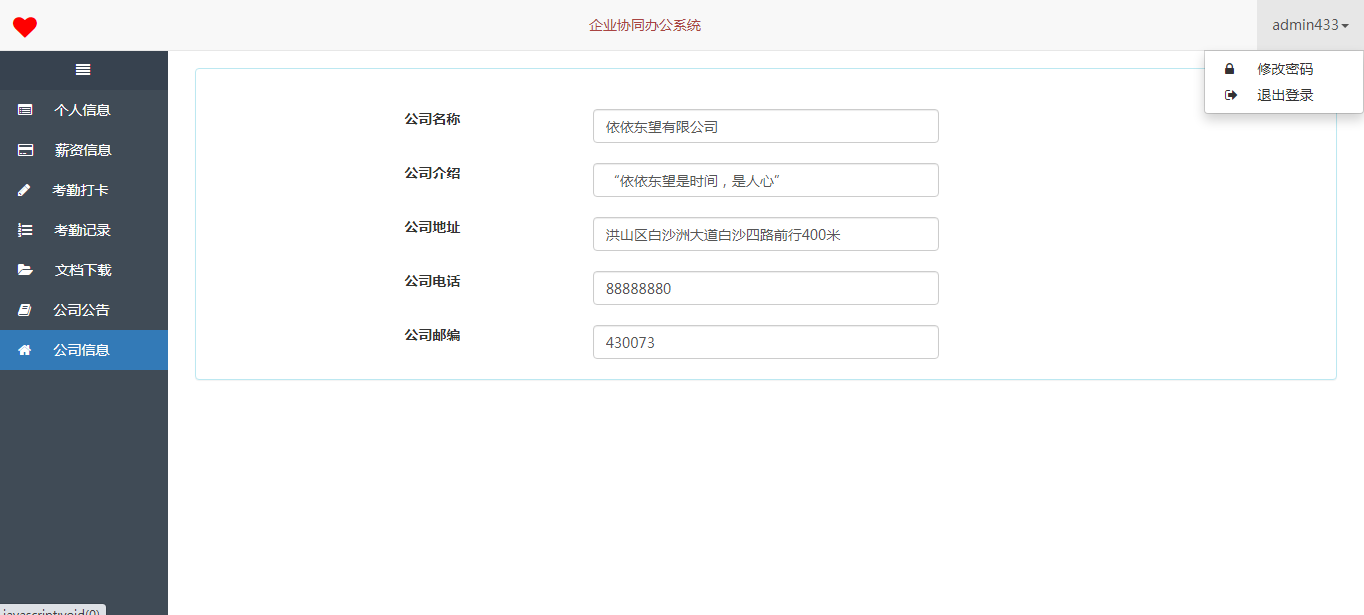 企业协同办公系统
admin433
修改密码
退出登录
个人信息
薪资信息
考勤打卡
考勤记录
文档下载
公司公告
公司信息
公司名称
依依东望有限公司
公司介绍
“依依东望是时间，是人心”
公司地址
洪山区白沙洲大道白沙四路前行400米
公司电话
88888880
公司邮编
430073
javascript:void(0)